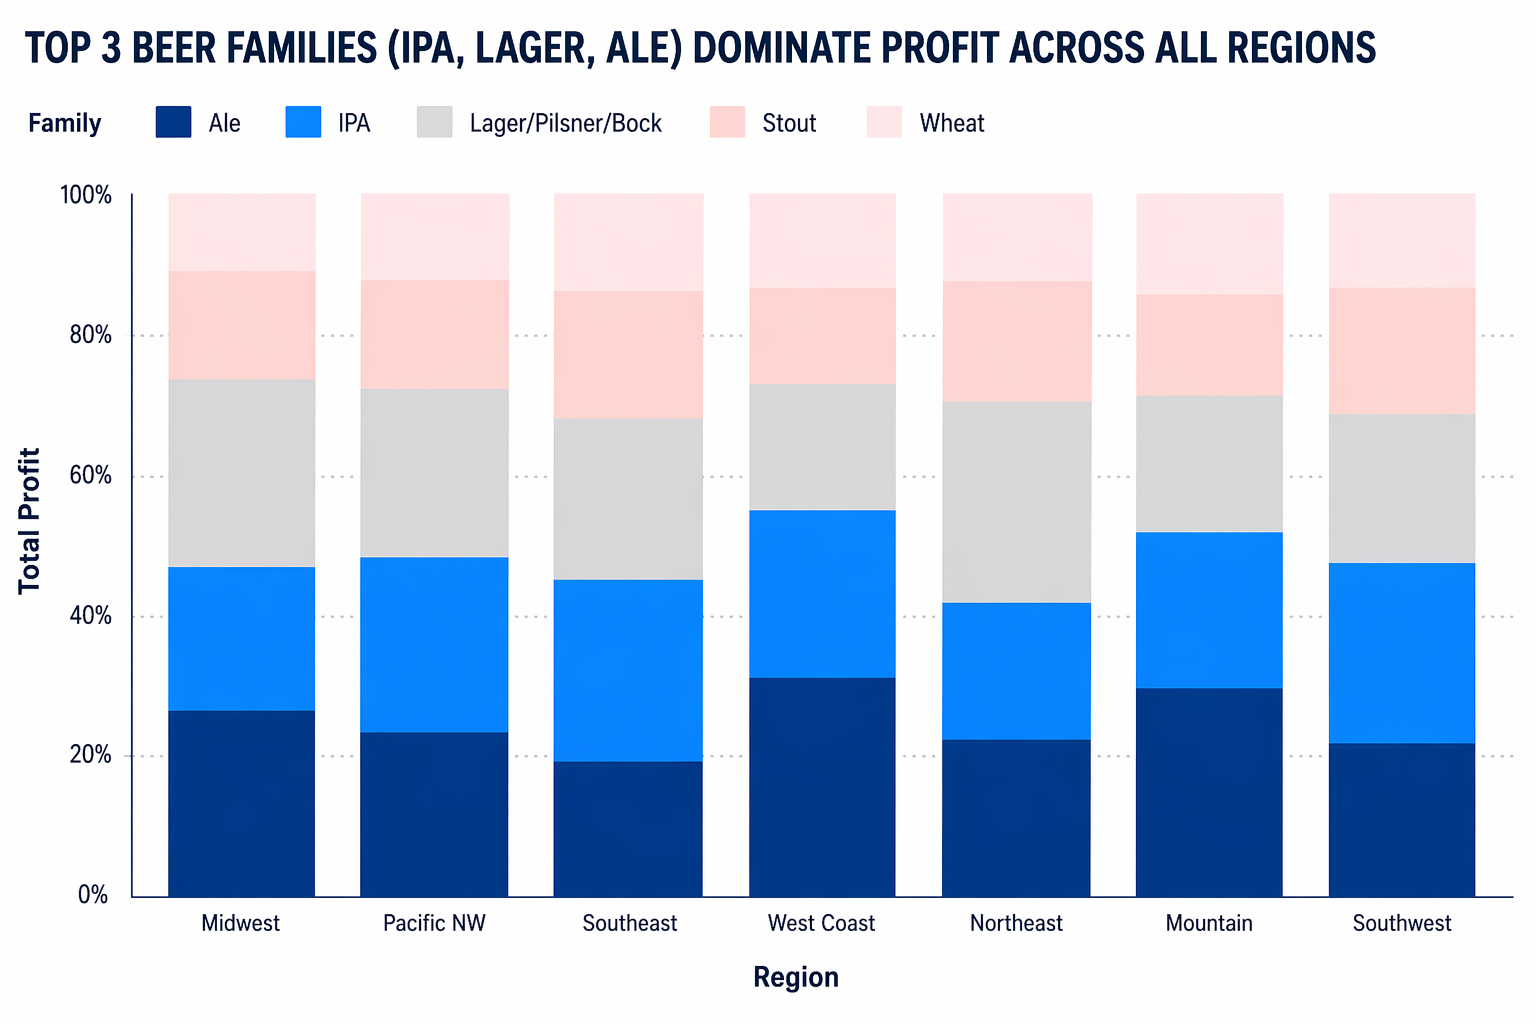 TOP 3 BEER FAMILIES (IPA, LAGER, ALE) DOMINATE PROFIT ACROSS ALL REGIONS
Family Ale IPA Lager/Pilsner/Bock Stout Wheat
100%
80%
60%
40%
20%
0%
Total Profit
Midwest Pacific NW Southeast West Coast Northeast Mountain Southwest
Region